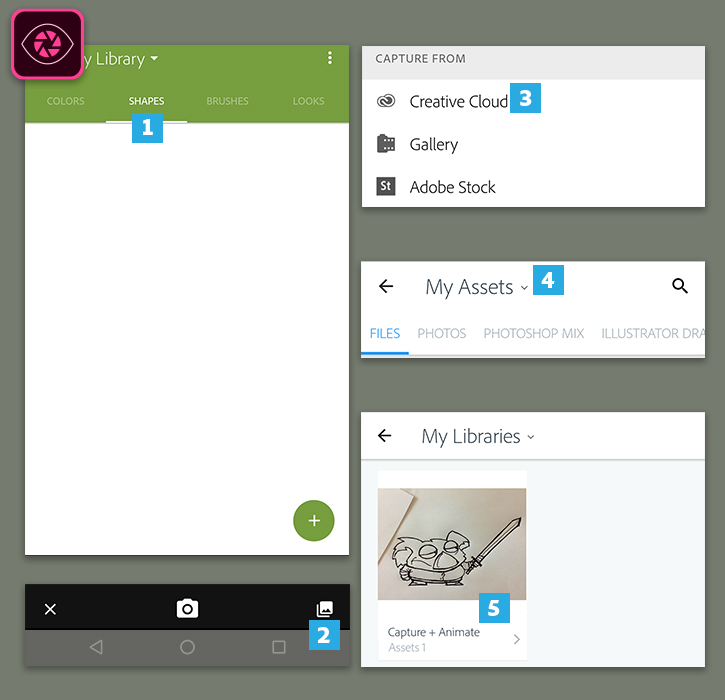 y Library
COLORS SHAPES BRUSHES LOOKS
1
2
CAPTURE FROM
Creative Cloud 3
Gallery
St Adobe Stock
My Assets 4
FILES PHOTOS PHOTOSHOP MIX ILLUSTRATOR DRA
My Libraries
5
Capture + Animate
Assets 1